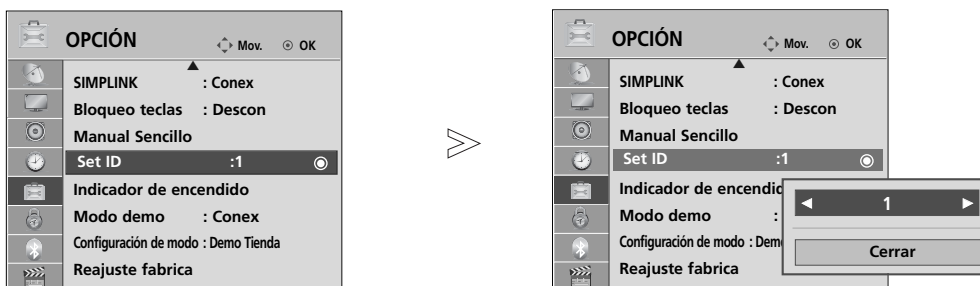 OPCIÓN Mov. OK
SIMPLINK : Conex
Bloqueo teclas : Descon
Manual Sencillo
Set ID :1
Indicador de encendido
Modo demo : Conex
Configuración de modo : Demo Tienda
Reajuste fabrica
OPCIÓN Mov. OK
SIMPLINK : Conex
Bloqueo teclas : Descon
Manual Sencillo
Set ID :1
Indicador de encendid
Modo demo :
Configuración de modo : Dem
Reajuste fabrica
1
Cerrar